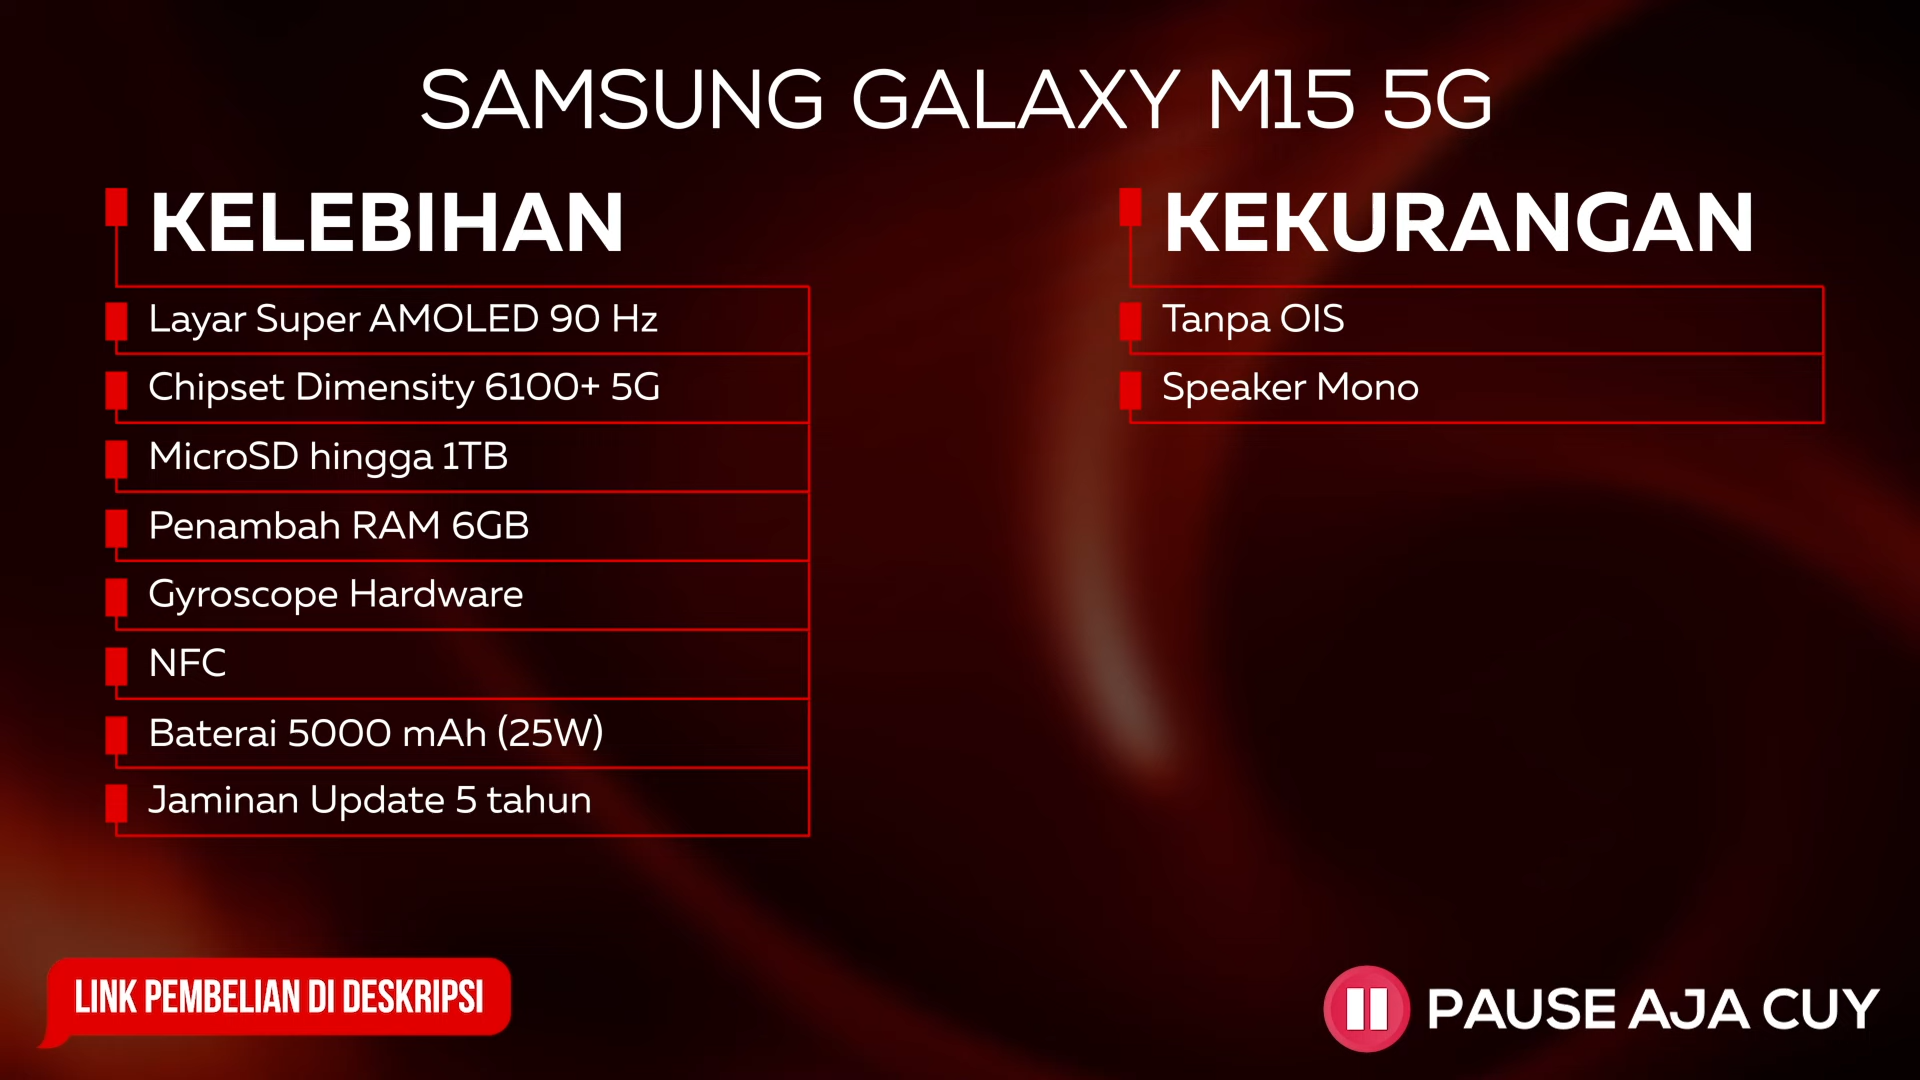 SAMSUNG GALAXY M15 5G
KELEBIHAN
Layar Super AMOLED 90 Hz
Chipset Dimensity 6100+ 5G
MicroSD hingga 1TB
Penambah RAM 6GB
Gyroscope Hardware
NFC
Baterai 5000 mAh (25W)
Jaminan Update 5 tahun
KEKURANGAN
Tanpa OIS
Speaker Mono
LINK PEMBELIAN DI DESKRIPSI
PAUSE AJA CUY